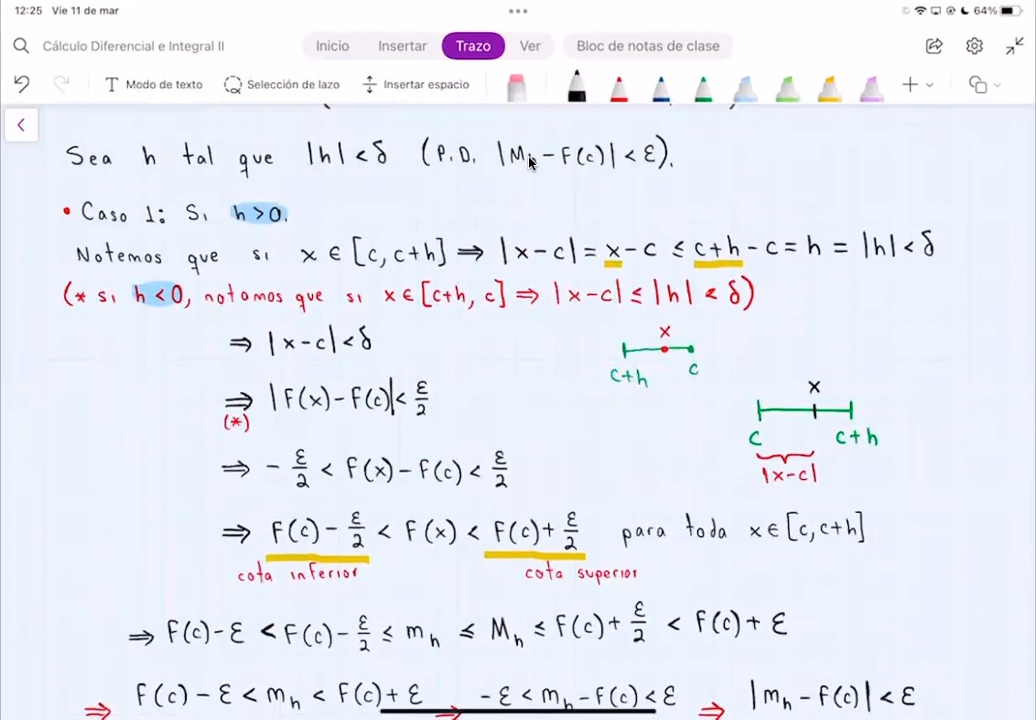 12:25 Vie 11 de mar 64%
Cálculo Diferencial e Integral II Inicio Insertar Trazo Ver Bloc de notas de clase
Modo de texto Selección de lazo Insertar espacio
Sea h tal que |h| < δ (P.D. |M - f(c)| < ε).
• Caso 1: Si h > 0.
Notemos que si x ∈ [c, c+h] ⇒ |x-c| = x-c ≤ c+h-c = h = |h| < δ
(* si h < 0, notamos que si x ∈ [c+h, c] ⇒ |x-c| ≤ |h| < δ)
⇒ |x-c| < δ
x
c+h c
⇒ |f(x) - f(c)| < ε/2
(*)
x
c c+h
|x-c|
⇒ - ε/2 < f(x) - f(c) < ε/2
⇒ f(c) - ε/2 < f(x) < f(c) + ε/2 para toda x ∈ [c, c+h]
cota inferior cota superior
⇒ f(c) - ε < f(c) - ε/2 ≤ m_h ≤ M_h ≤ f(c) + ε/2 < f(c) + ε
⇒ f(c) - ε < m_h < f(c) + ε ⇒ -ε < m_h - f(c) < ε ⇒ |m_h - f(c)| < ε